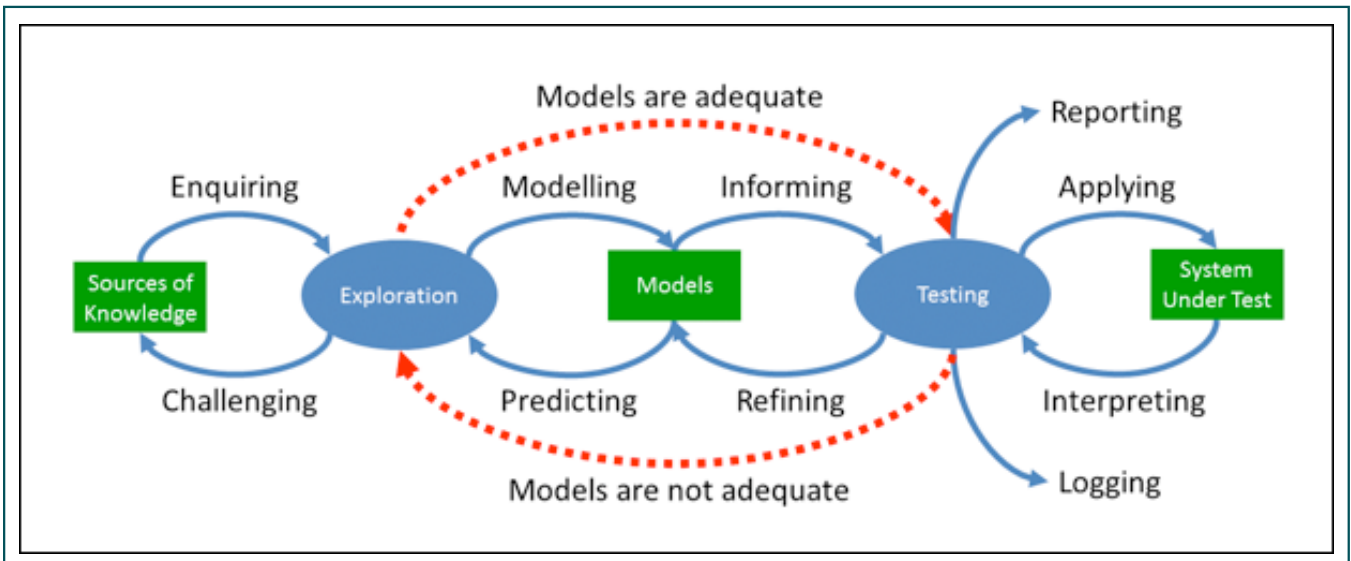 Models are adequate
Reporting
Enquiring
Modelling
Informing
Applying
Sources of
Knowledge
Exploration
Models
Testing
System
Under Test
Challenging
Predicting
Refining
Interpreting
Models are not adequate
Logging